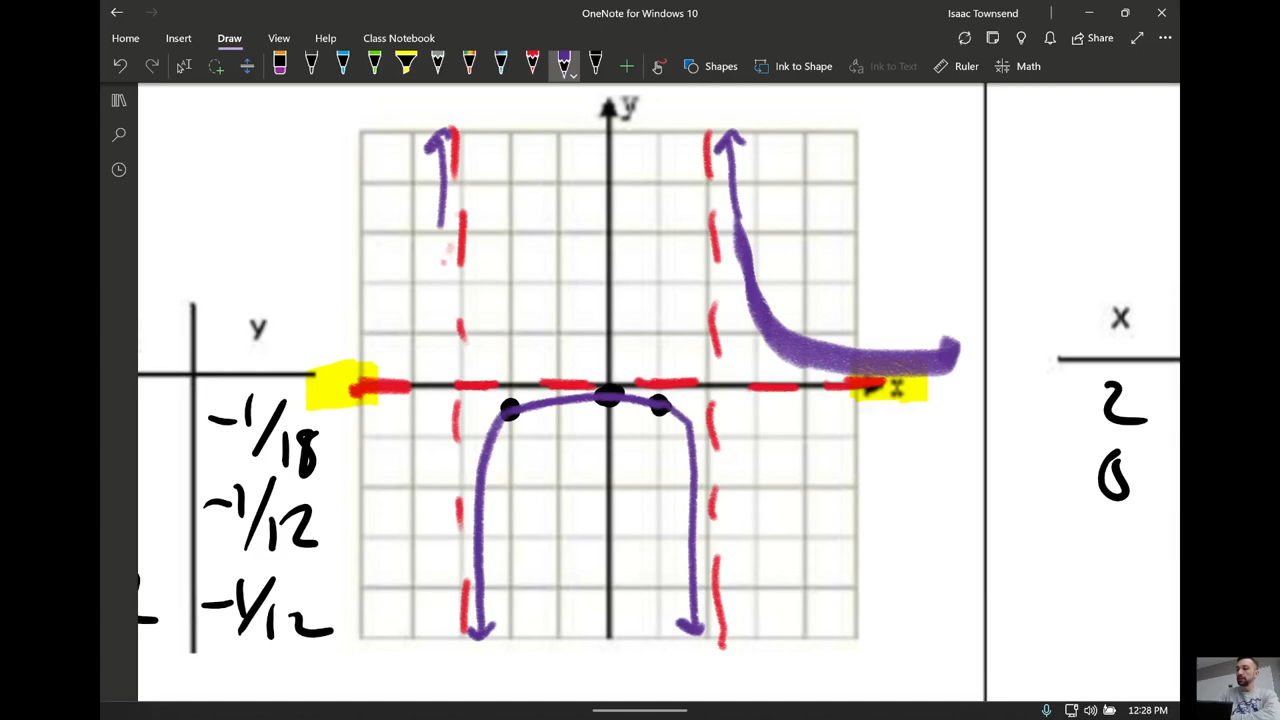 OneNote for Windows 10
Isaac Townsend
Home Insert Draw View Help Class Notebook
Share
Shapes Ink to Shape Ink to Text Ruler Math
y
y
x
x
-1/18
-1/12
-1/12
2
0
12:28 PM